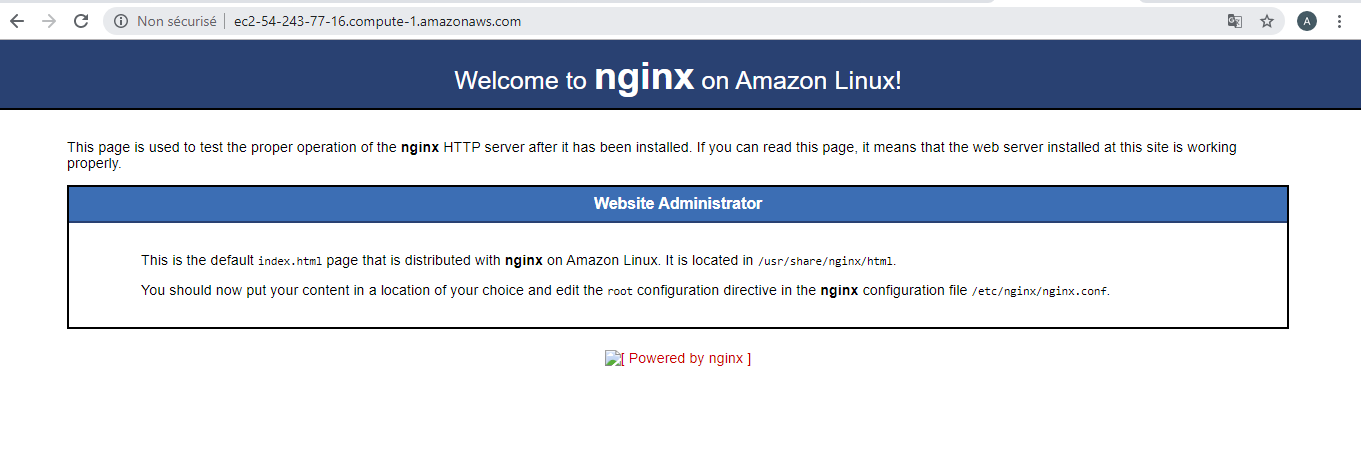 Non sécurisé ec2-54-243-77-16.compute-1.amazonaws.com A
Welcome to nginx on Amazon Linux!
This page is used to test the proper operation of the nginx HTTP server after it has been installed. If you can read this page, it means that the web server installed at this site is working
properly.
Website Administrator
This is the default index.html page that is distributed with nginx on Amazon Linux. It is located in /usr/share/nginx/html.
You should now put your content in a location of your choice and edit the root configuration directive in the nginx configuration file /etc/nginx/nginx.conf.
[ Powered by nginx ]